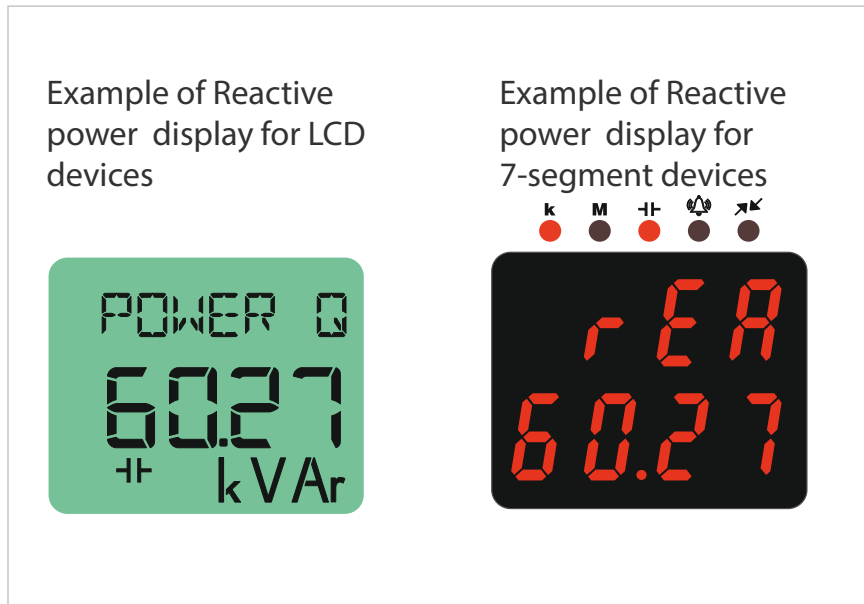 Example of Reactive
power display for LCD
devices
POWER Q
60.27
kVAr
Example of Reactive
power display for
7-segment devices
k M
rEA
60.27